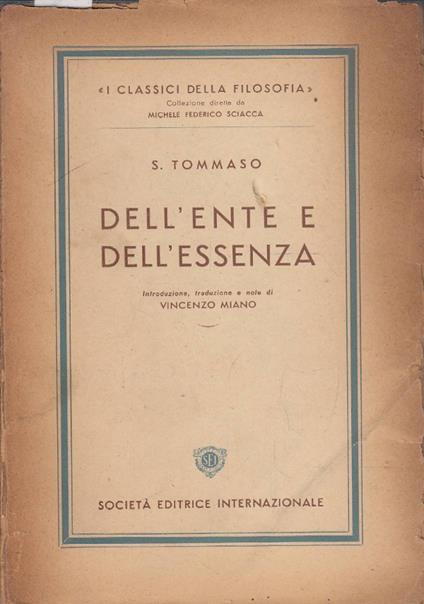 «I CLASSICI DELLA FILOSOFIA»
Collezione diretta da
MICHELE FEDERICO SCIACCA
S. TOMMASO
DELL'ENTE E
DELL'ESSENZA
Introduzione, traduzione e note di
VINCENZO MIANO
SEI
SOCIETÀ EDITRICE INTERNAZIONALE